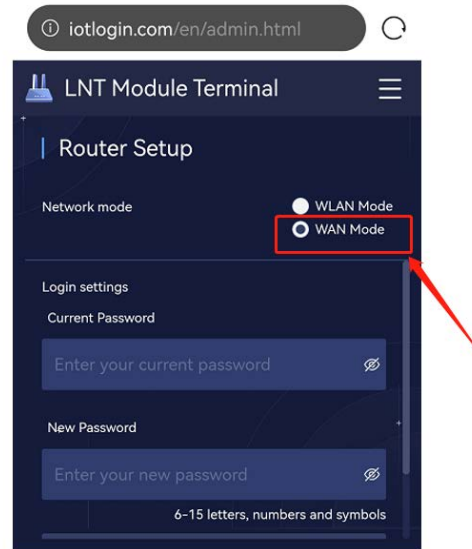 iotlogin.com/en/admin.html
LNT Module Terminal
Router Setup
Network mode
WLAN Mode
WAN Mode
Login settings
Current Password
Enter your current password
New Password
Enter your new password
6-15 letters, numbers and symbols